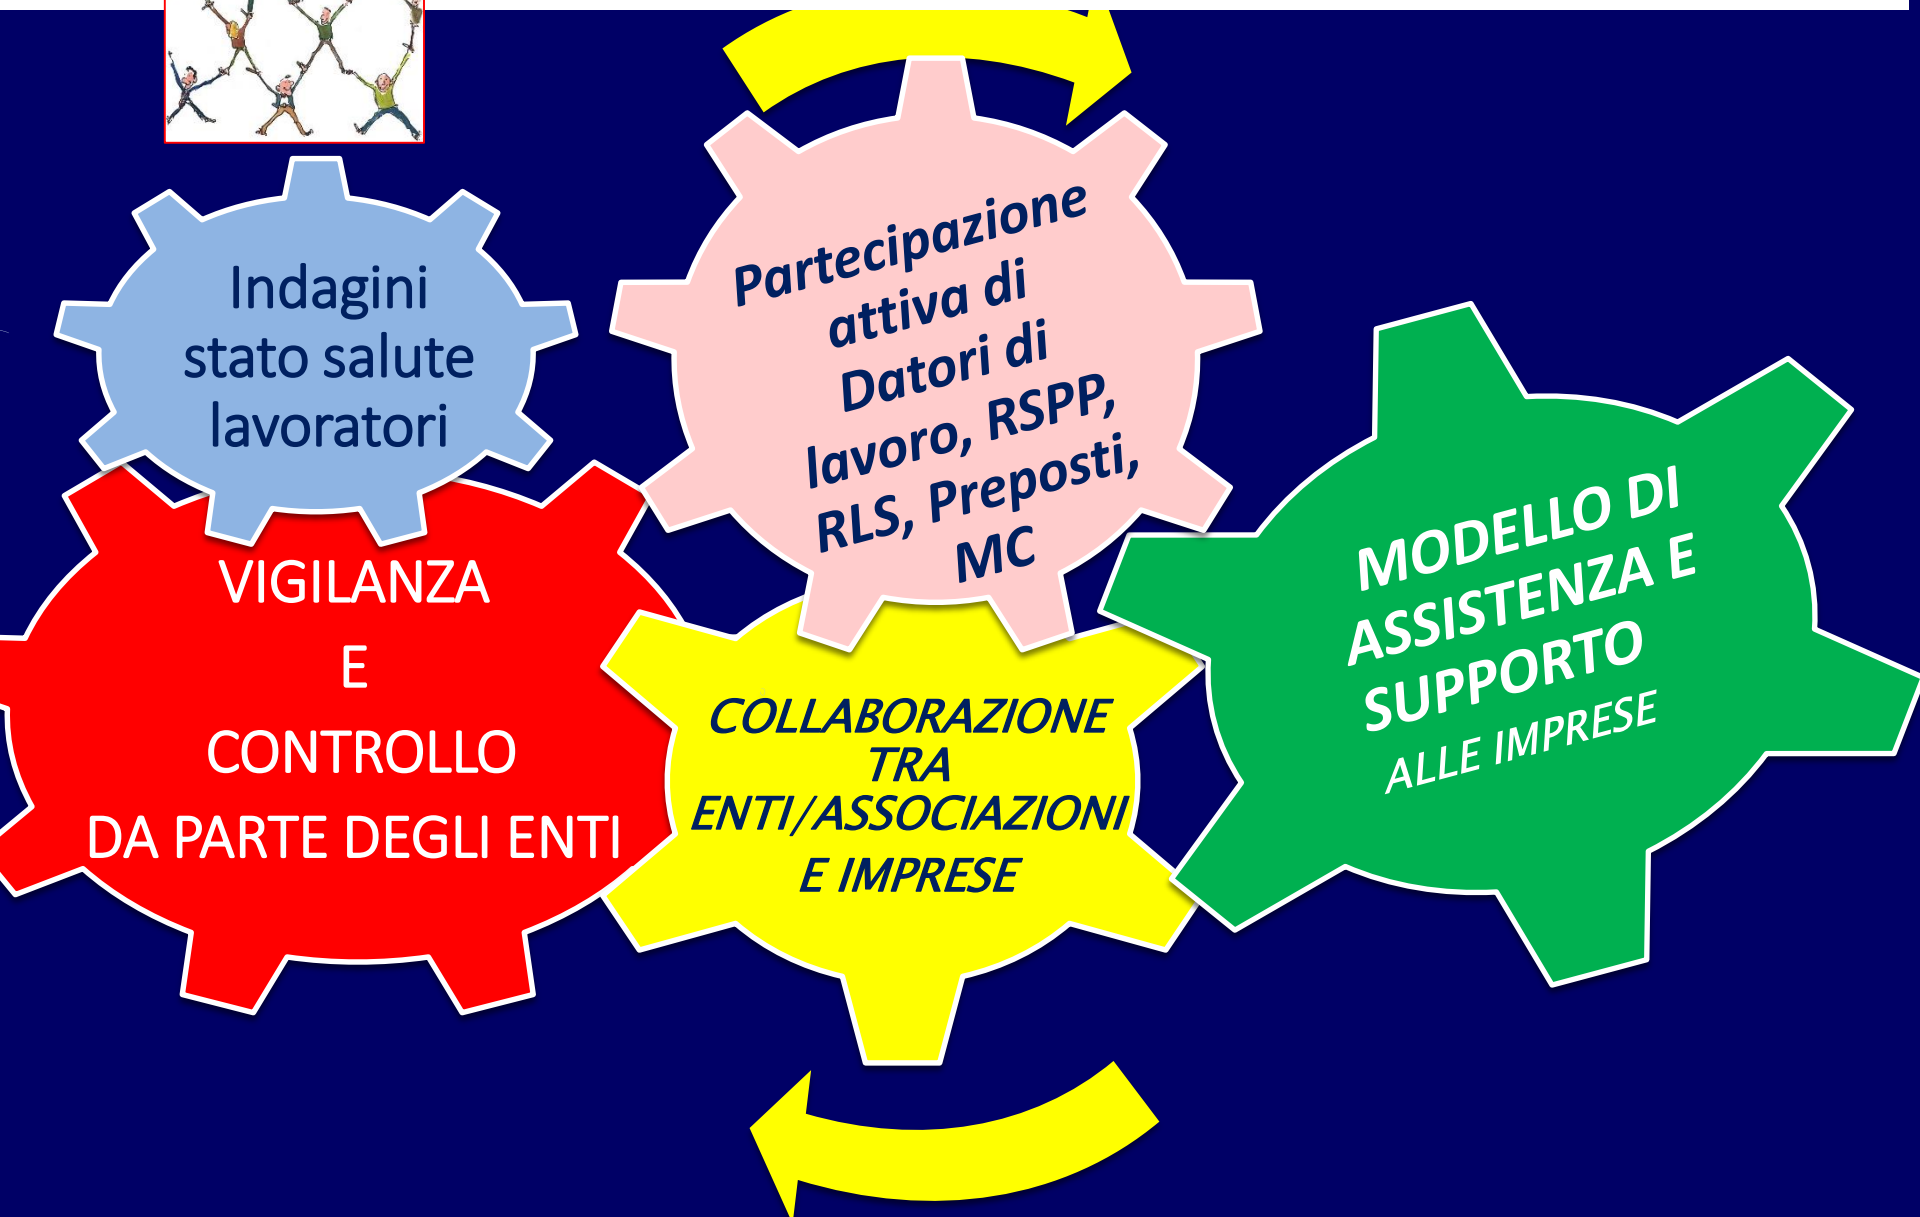 Indagini
stato salute
lavoratori
Partecipazione
attiva di
Datori di
lavoro, RSPP,
RLS, Preposti,
MC
VIGILANZA
E
CONTROLLO
DA PARTE DEGLI ENTI
COLLABORAZIONE
TRA
ENTI/ASSOCIAZIONI
E IMPRESE
MODELLO DI
ASSISTENZA E
SUPPORTO
ALLE IMPRESE